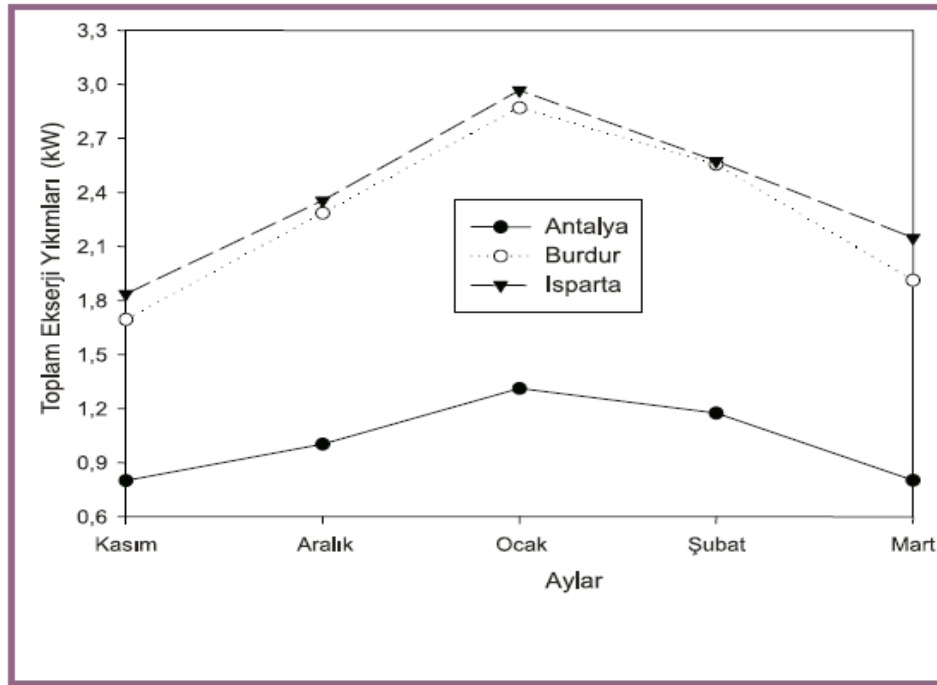 Toplam Ekserji Yıkımları (kW)
3,3
3,0
2,7
2,4
2,1
1,8
1,5
1,2
0,9
0,6
Antalya
Burdur
Isparta
Kasım Aralık Ocak Şubat Mart
Aylar